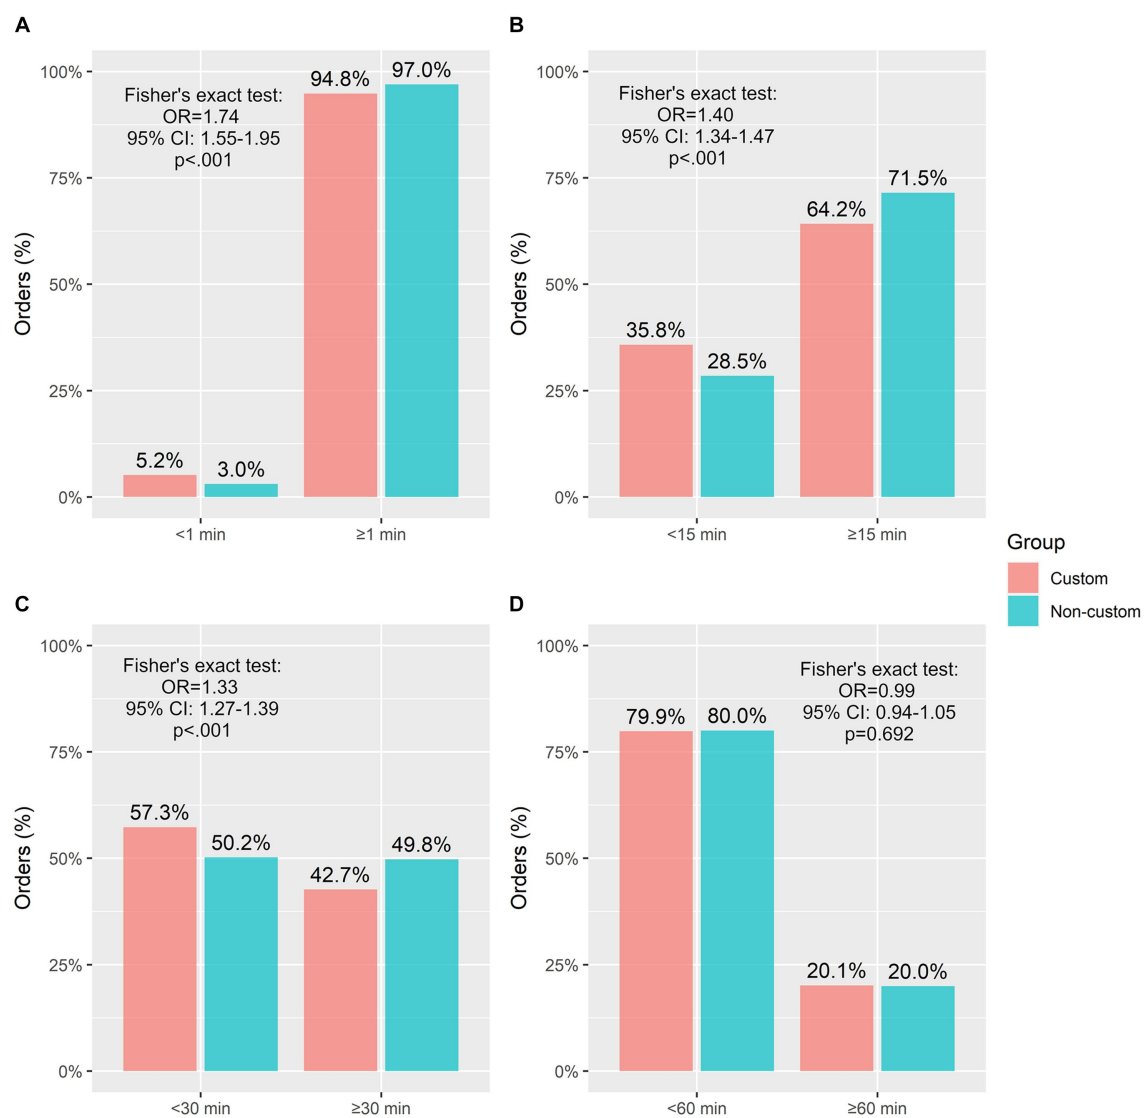 A
100%
75%
50%
25%
0%
Orders (%)
Fisher's exact test:
OR=1.74
95% CI: 1.55-1.95
p<.001
5.2%
3.0%
94.8%
97.0%
<1 min
≥1 min
B
100%
75%
50%
25%
0%
Orders (%)
Fisher's exact test:
OR=1.40
95% CI: 1.34-1.47
p<.001
35.8%
28.5%
64.2%
71.5%
<15 min
≥15 min
Group
Custom
Non-custom
C
100%
75%
50%
25%
0%
Orders (%)
Fisher's exact test:
OR=1.33
95% CI: 1.27-1.39
p<.001
57.3%
50.2%
42.7%
49.8%
<30 min
≥30 min
D
100%
75%
50%
25%
0%
Orders (%)
Fisher's exact test:
OR=0.99
95% CI: 0.94-1.05
p=0.692
79.9%
80.0%
20.1%
20.0%
<60 min
≥60 min